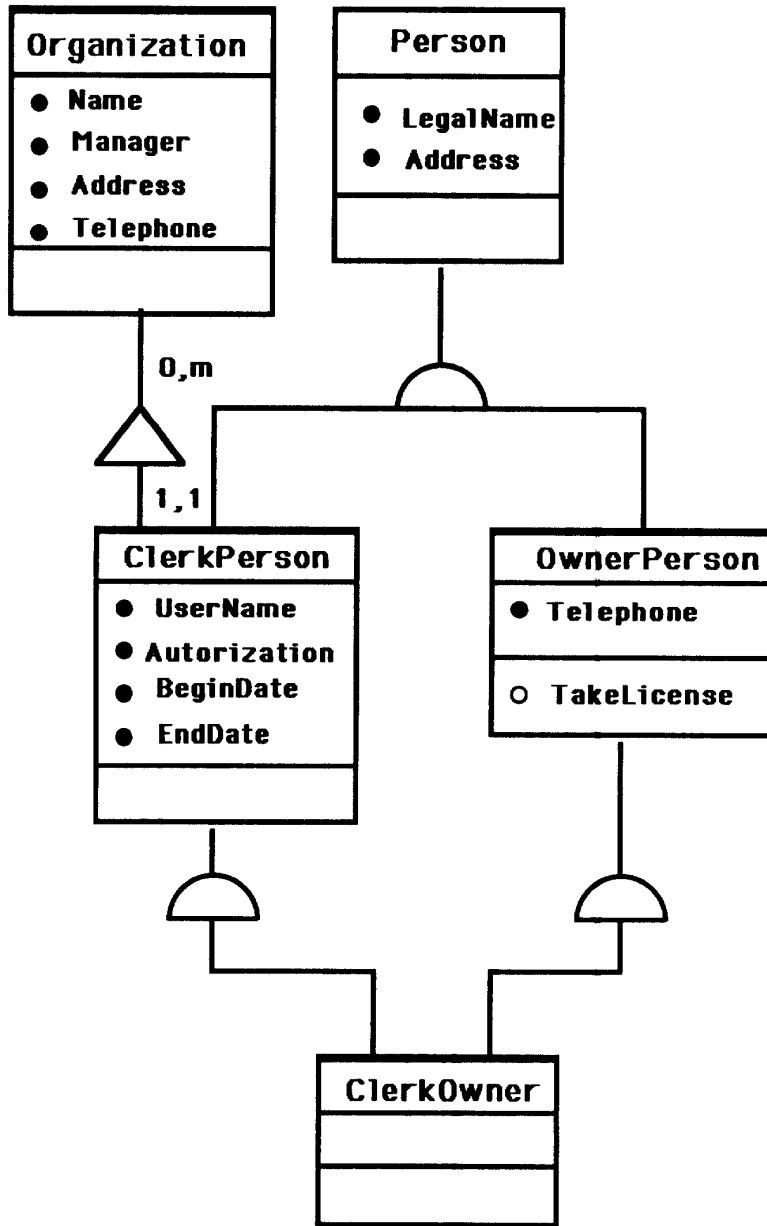 Organization
Name
Manager
Address
Telephone
Person
LegalName
Address
0,m
1,1
ClerkPerson
UserName
Autorization
BeginDate
EndDate
OwnerPerson
Telephone
TakeLicense
ClerkOwner